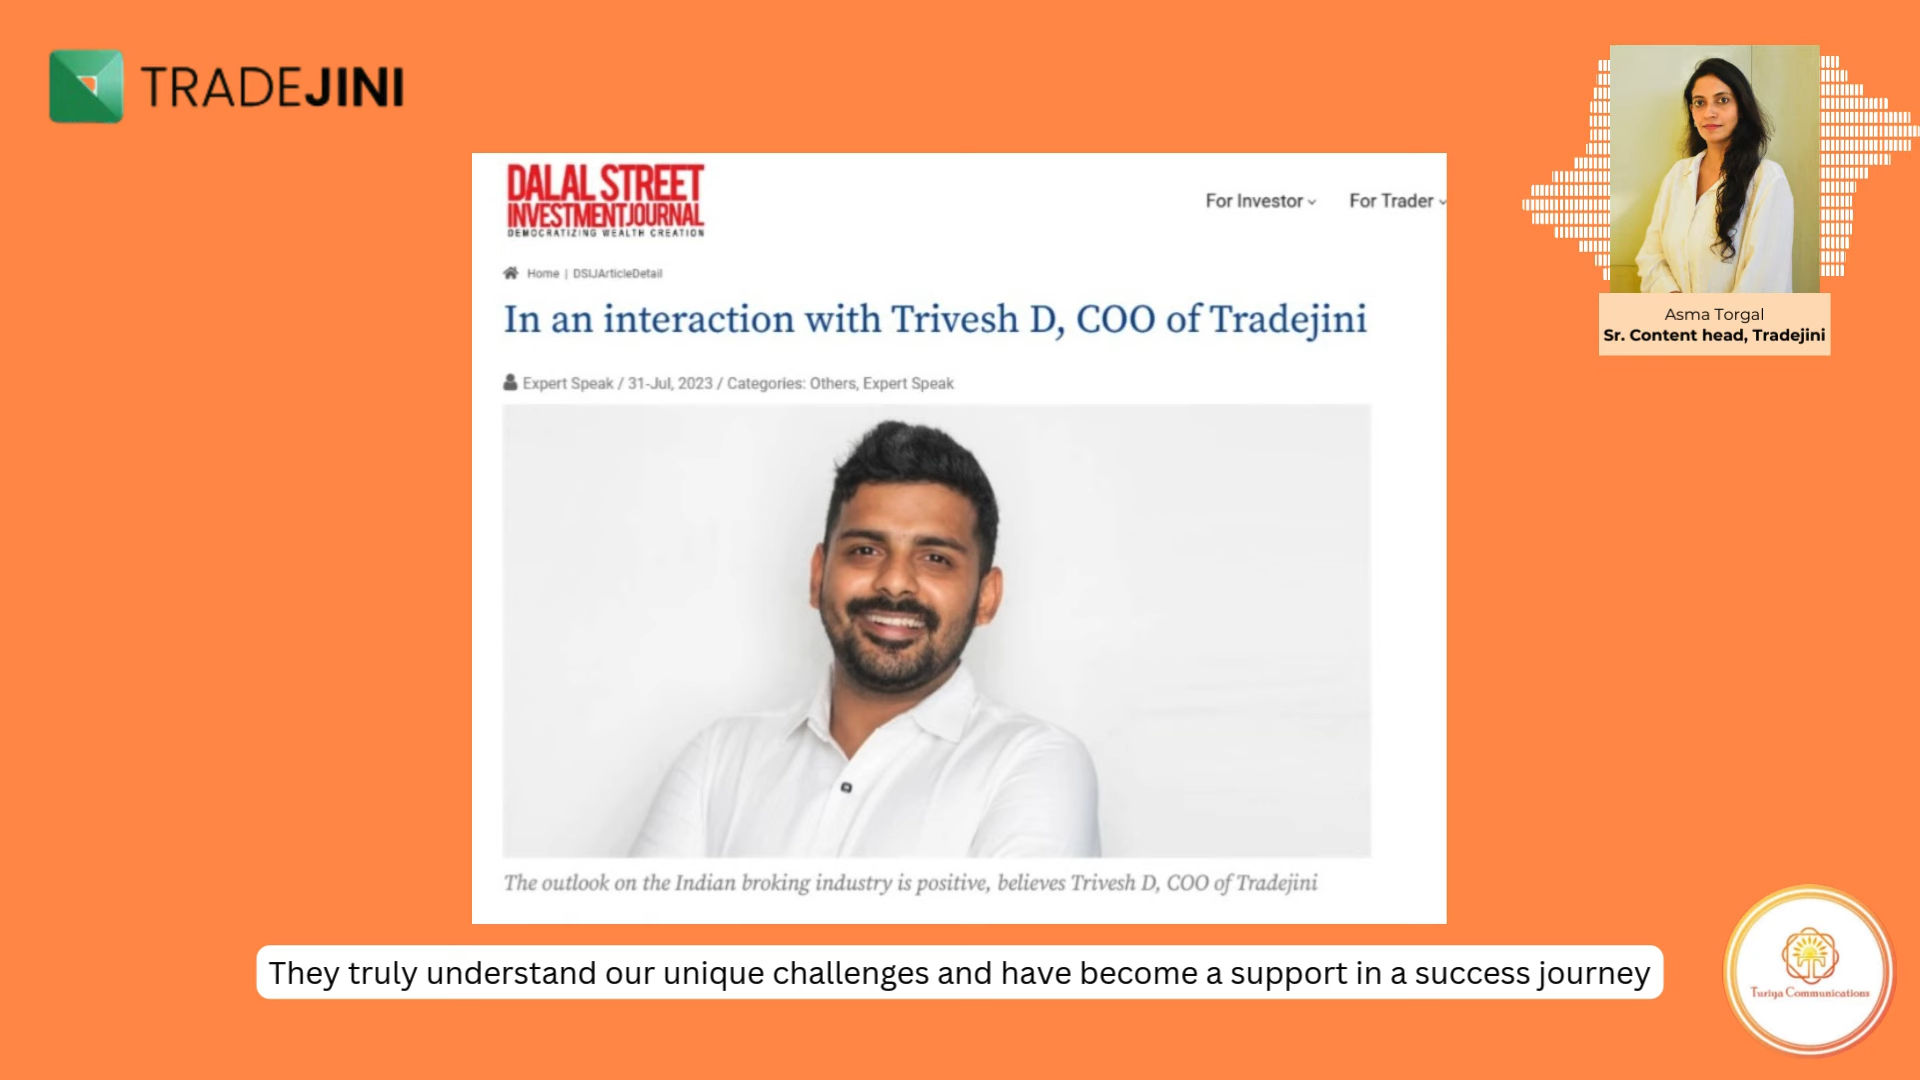 TRADEJINI
DALAL STREET
INVESTMENT JOURNAL
DEMOCRATIZING WEALTH CREATION
For Investor
For Trader
Home | DSIJArticleDetail
In an interaction with Trivesh D, COO of Tradejini
Expert Speak / 31-Jul, 2023 / Categories: Others, Expert Speak
The outlook on the Indian broking industry is positive, believes Trivesh D, COO of Tradejini
Asma Torgal
Sr. Content head, Tradejini
They truly understand our unique challenges and have become a support in a success journey
Turiya Communications